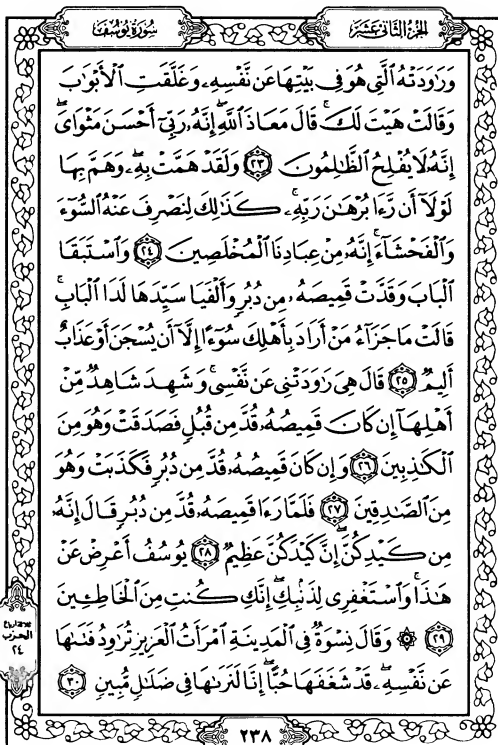 الجزء الثاني عشر
سورة يوسف
وَرَٰوَدَتْهُ ٱلَّتِى هُوَ فِى بَيْتِهَا عَن نَّفْسِهِۦ وَغَلَّقَتِ ٱلْأَبْوَٰبَ
وَقَالَتْ هَيْتَ لَكَ ۚ قَالَ مَعَاذَ ٱللَّهِ ۖ إِنَّهُۥ رَبِّىٓ أَحْسَنَ مَثْوَاىَ ۖ
إِنَّهُۥ لَا يُفْلِحُ ٱلظَّٰلِمُونَ ٢٣ وَلَقَدْ هَمَّتْ بِهِۦ ۖ وَهَمَّ بِهَا
لَوْلَآ أَن رَّءَا بُرْهَٰنَ رَبِّهِۦ ۚ كَذَٰلِكَ لِنَصْرِفَ عَنْهُ ٱلسُّوٓءَ
وَٱلْفَحْشَآءَ ۚ إِنَّهُۥ مِنْ عِبَادِنَا ٱلْمُخْلَصِينَ ٢٤ وَٱسْتَبَقَا
ٱلْبَابَ وَقَدَّتْ قَمِيصَهُۥ مِن دُبُرٍ وَأَلْفَيَا سَيِّدَهَا لَدَا ٱلْبَابِ ۚ
قَالَتْ مَا جَزَآءُ مَنْ أَرَادَ بِأَهْلِكَ سُوٓءًا إِلَّآ أَن يُسْجَنَ أَوْ عَذَابٌ
أَلِيمٌ ٢٥ قَالَ هِىَ رَٰوَدَتْنِى عَن نَّفْسِى ۚ وَشَهِدَ شَاهِدٌ مِّنْ
أَهْلِهَآ إِن كَانَ قَمِيصُهُۥ قُدَّ مِن قُبُلٍ فَصَدَقَتْ وَهُوَ مِنَ
ٱلْكَٰذِبِينَ ٢٦ وَإِن كَانَ قَمِيصُهُۥ قُدَّ مِن دُبُرٍ فَكَذَبَتْ وَهُوَ
مِنَ ٱلصَّٰدِقِينَ ٢٧ فَلَمَّا رَءَا قَمِيصَهُۥ قُدَّ مِن دُبُرٍ قَالَ إِنَّهُۥ
مِن كَيْدِكُنَّ ۖ إِنَّ كَيْدَكُنَّ عَظِيمٌ ٢٨ يُوسُفُ أَعْرِضْ عَنْ
هَٰذَا ۚ وَٱسْتَغْفِرِى لِذَنۢبِكِ ۖ إِنَّكِ كُنتِ مِنَ ٱلْخَاطِـِٔينَ
٢٩ ۞ وَقَالَ نِسْوَةٌ فِى ٱلْمَدِينَةِ ٱمْرَأَتُ ٱلْعَزِيزِ تُرَٰوِدُ فَتَىٰهَا
عَن نَّفْسِهِۦ ۖ قَدْ شَغَفَهَا حُبًّا ۖ إِنَّا لَنَرَىٰهَا فِى ضَلَٰلٍ مُّبِينٍ ٣٠
الحزب
٢٤
٢٣٨